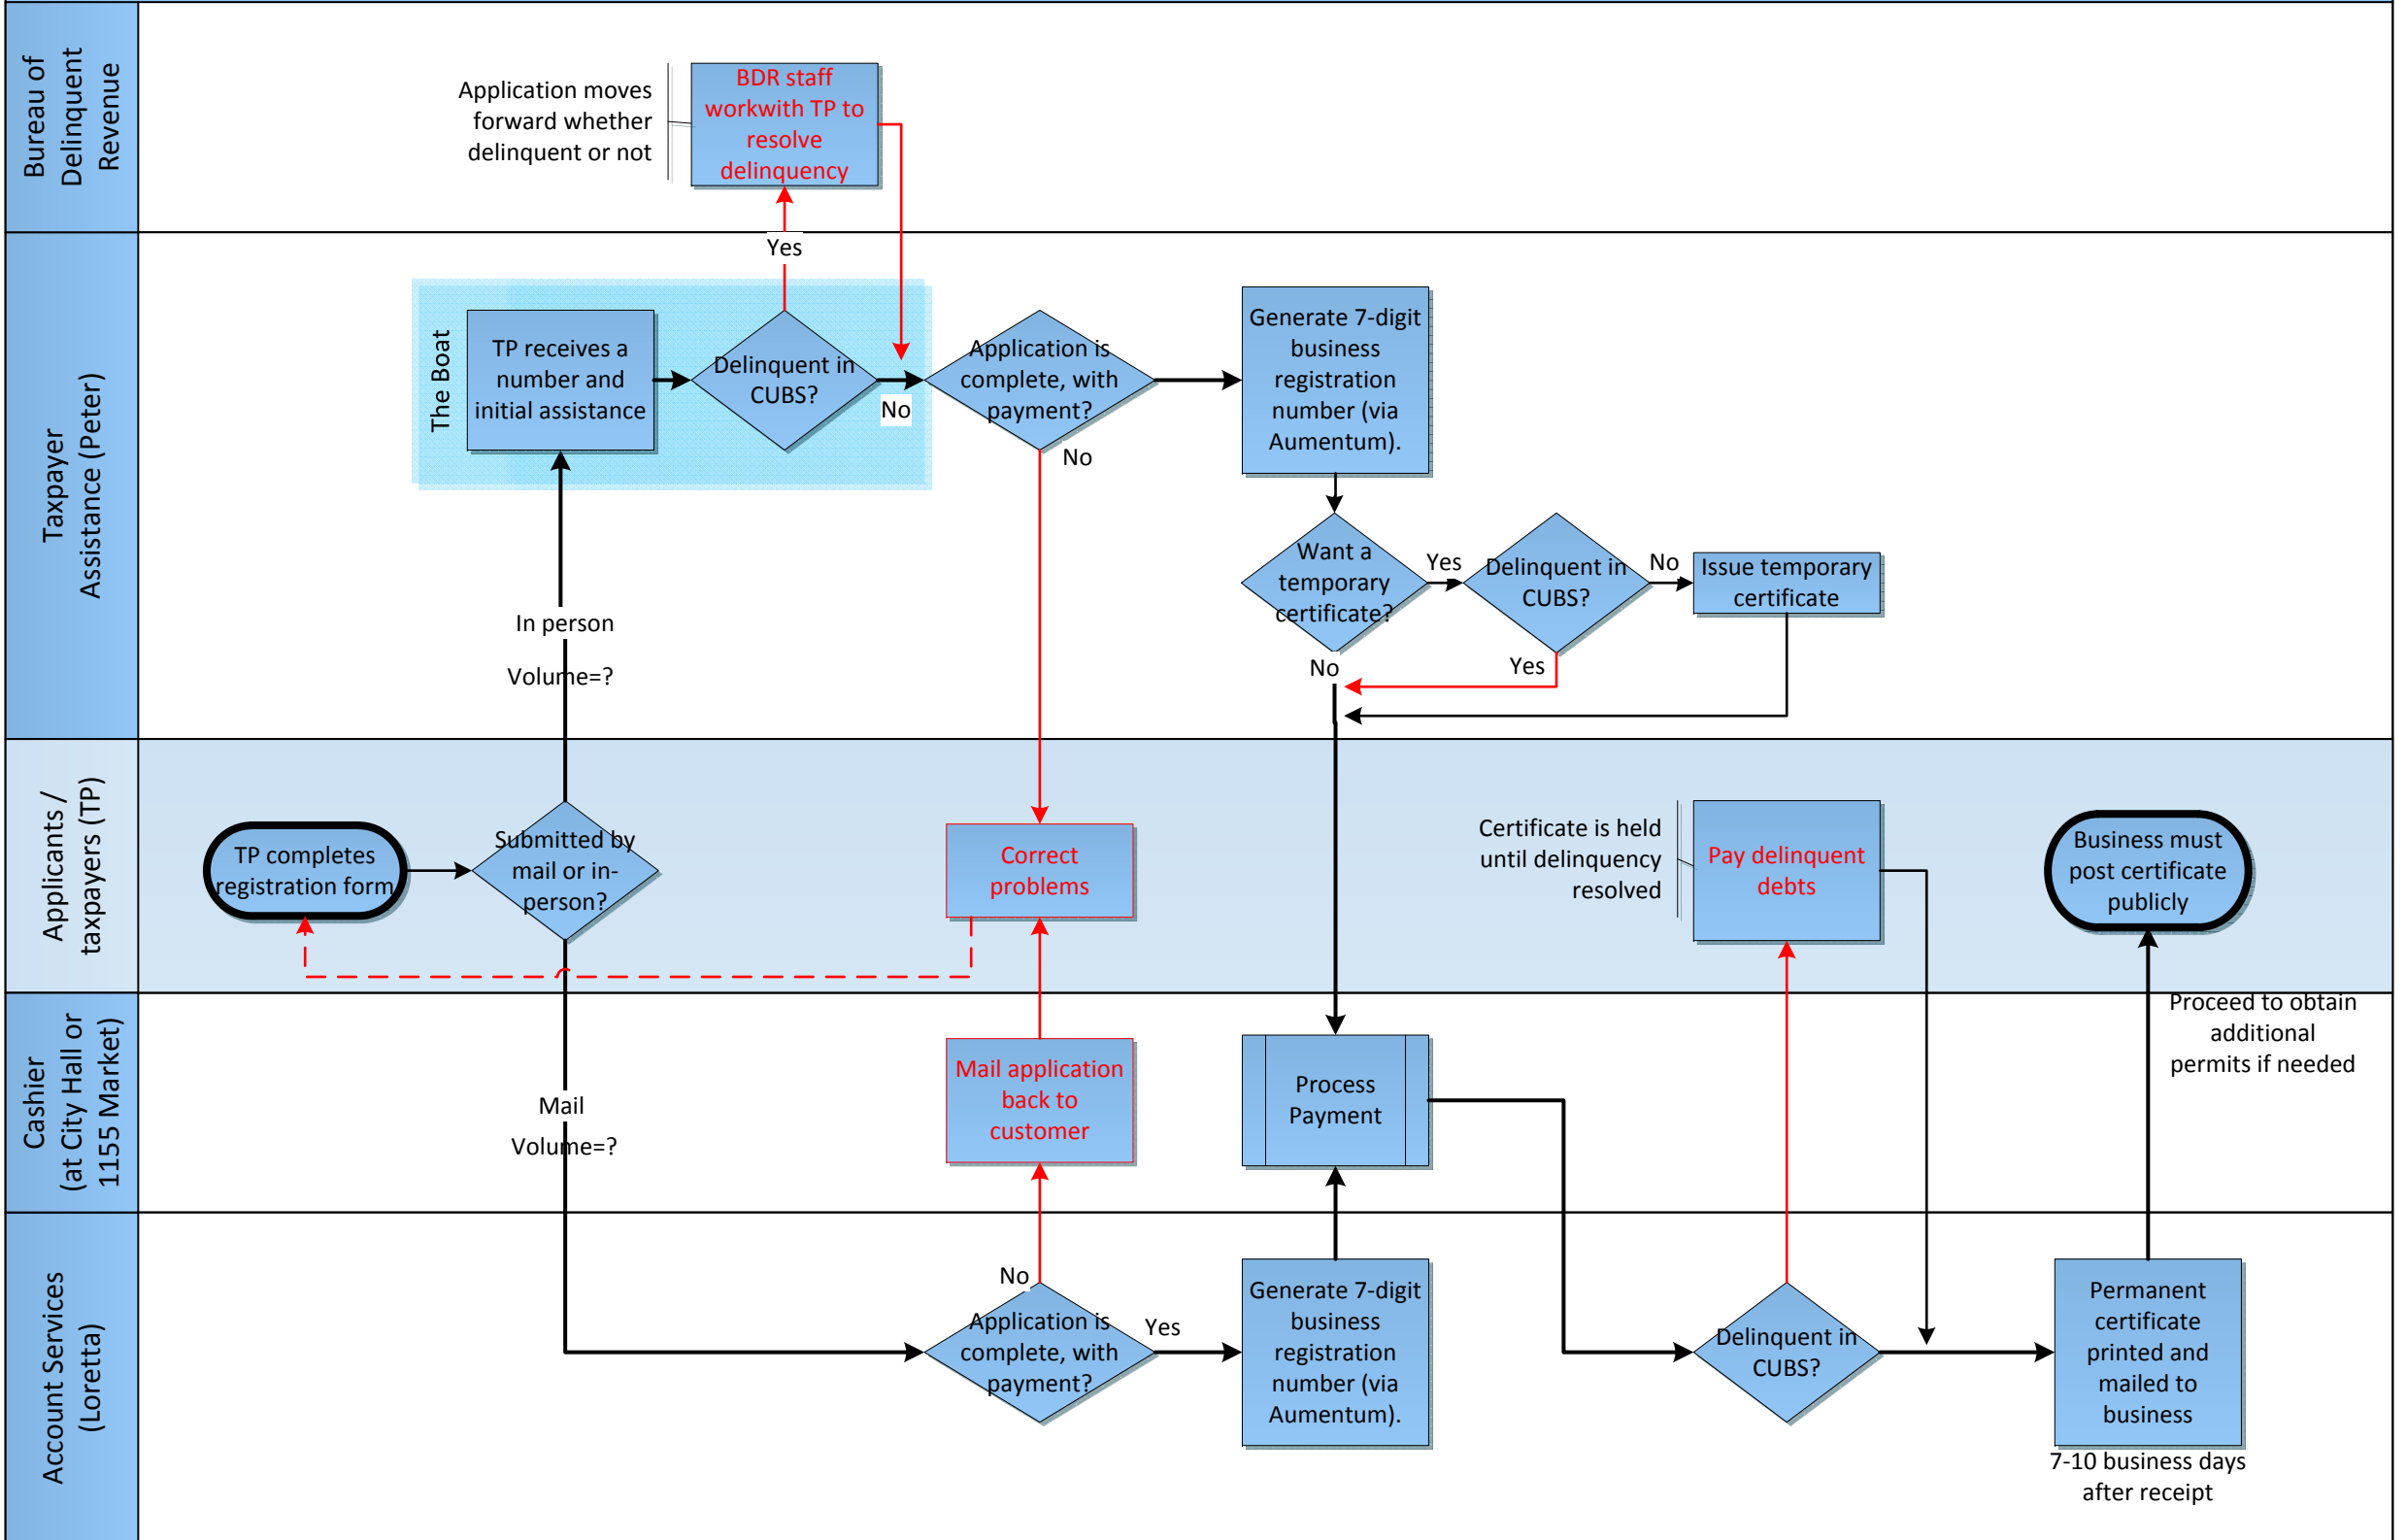 Bureau of
Delinquent
Revenue
Application moves
forward whether
delinquent or not
BDR staff
workwith TP to
resolve
delinquency
Yes
Taxpayer
Assistance (Peter)
The Boat
TP receives a
number and
initial assistance
Delinquent in
CUBS?
No
Application is
complete, with
payment?
No
Generate 7-digit
business
registration
number (via
Aumentum).
Want a
temporary
certificate?
Yes
Delinquent in
CUBS?
No
Issue temporary
certificate
No
Yes
In person
Volume=?
Applicants /
taxpayers (TP)
TP completes
registration form
Submitted by
mail or in-
person?
Correct
problems
Certificate is held
until delinquency
resolved
Pay delinquent
debts
Business must
post certificate
publicly
Cashier
(at City Hall or
1155 Market)
Mail
Volume=?
Mail application
back to
customer
Process
Payment
Proceed to obtain
additional
permits if needed
Account Services
(Loretta)
No
Application is
complete, with
payment?
Yes
Generate 7-digit
business
registration
number (via
Aumentum).
Delinquent in
CUBS?
Permanent
certificate
printed and
mailed to
business
7-10 business days
after receipt